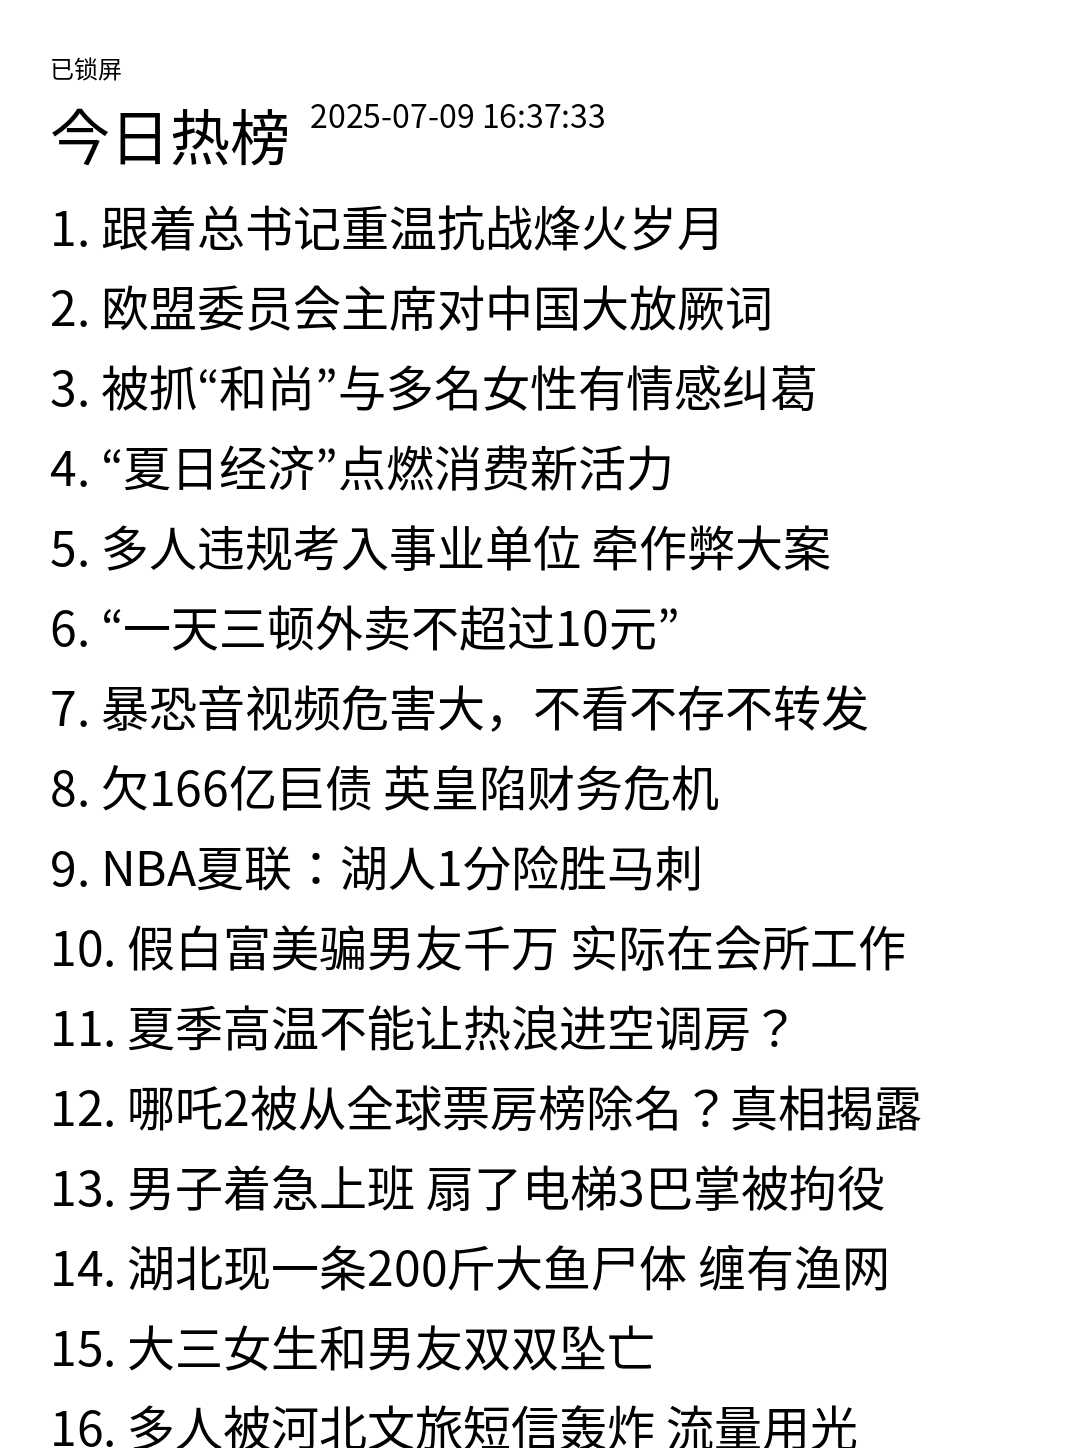 已锁屏
今日热榜 2025-07-09 16:37:33
1. 跟着总书记重温抗战烽火岁月
2. 欧盟委员会主席对中国大放厥词
3. 被抓“和尚”与多名女性有情感纠葛
4. “夏日经济”点燃消费新活力
5. 多人违规考入事业单位 牵作弊大案
6. “一天三顿外卖不超过10元”
7. 暴恐音视频危害大，不看不存不转发
8. 欠166亿巨债 英皇陷财务危机
9. NBA夏联：湖人1分险胜马刺
10. 假白富美骗男友千万 实际在会所工作
11. 夏季高温不能让热浪进空调房？
12. 哪吒2被从全球票房榜除名？真相揭露
13. 男子着急上班 扇了电梯3巴掌被拘役
14. 湖北现一条200斤大鱼尸体 缠有渔网
15. 大三女生和男友双双坠亡
16. 多人被河北文旅短信轰炸 流量用光